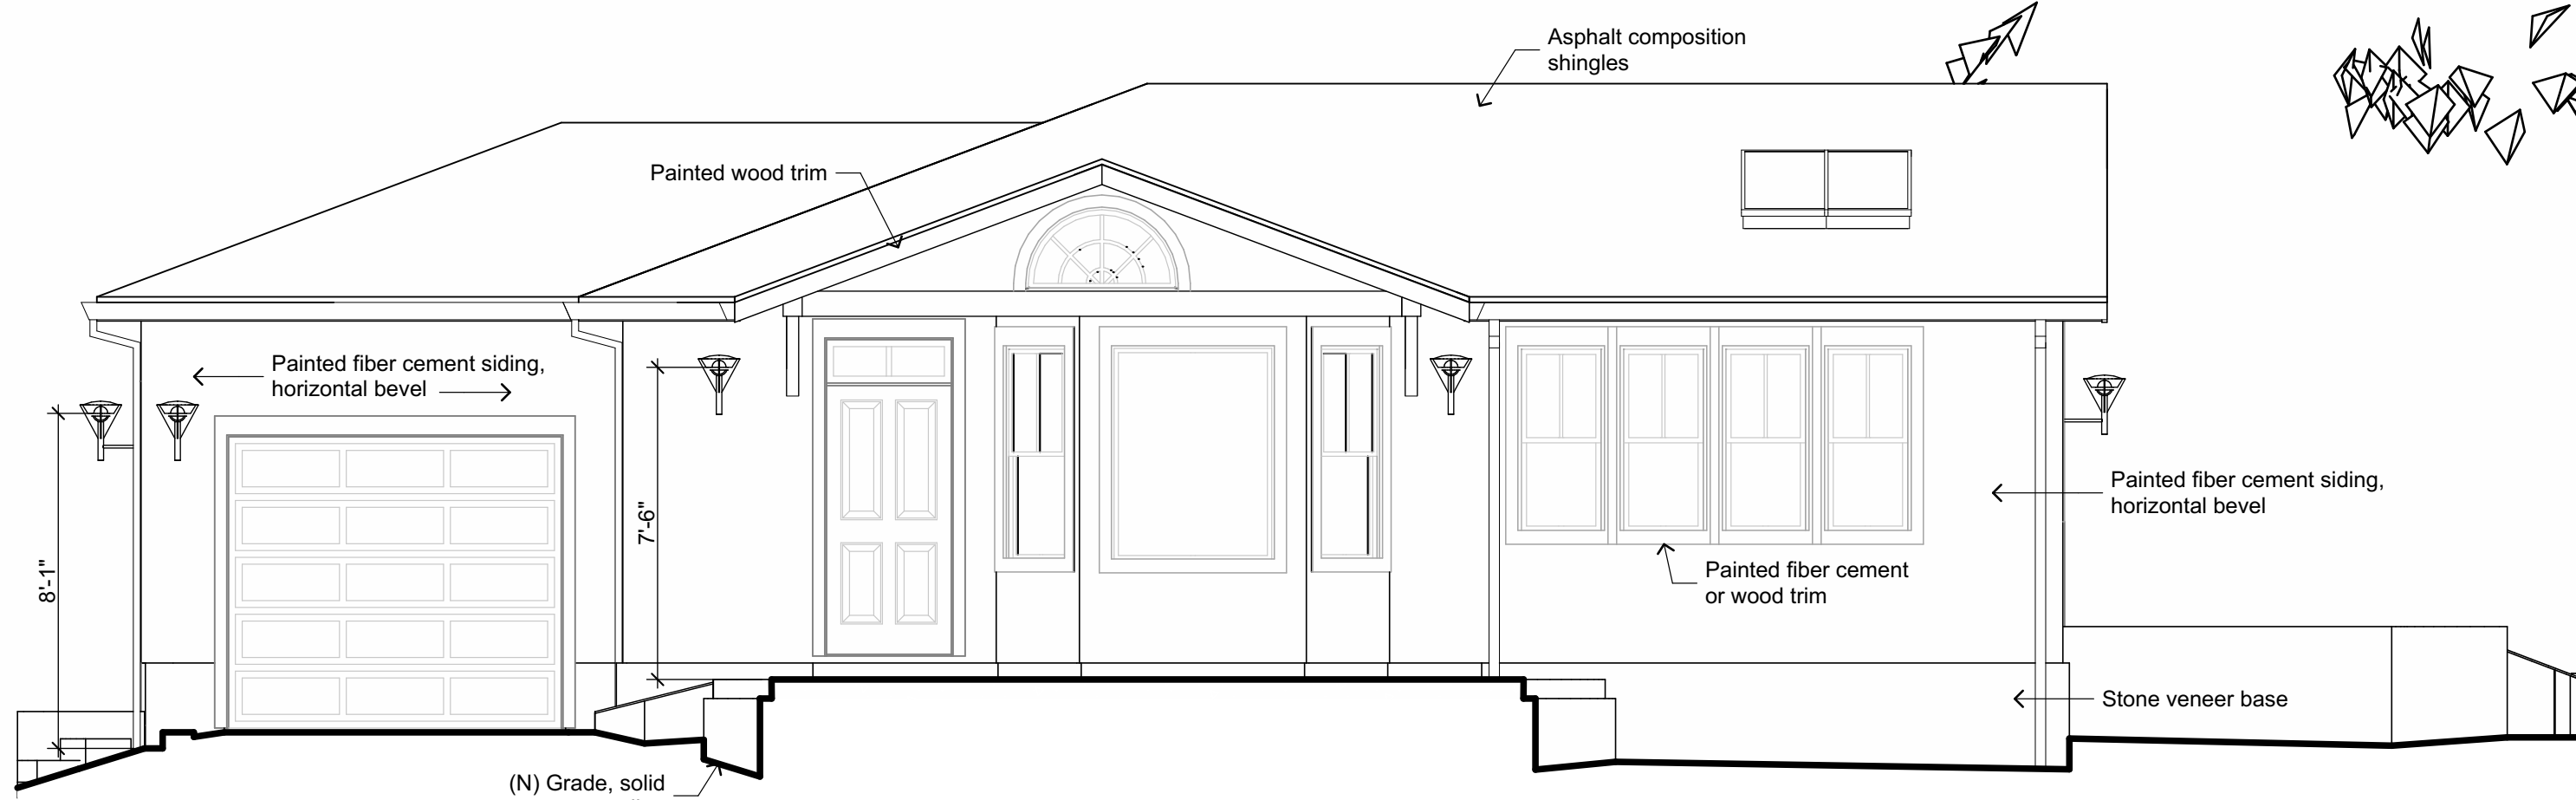 Asphalt composition
shingles
Painted wood trim
Painted fiber cement siding,
horizontal bevel
8'-1"
7'-6"
Painted fiber cement siding,
horizontal bevel
Painted fiber cement
or wood trim
Stone veneer base
(N) Grade, solid